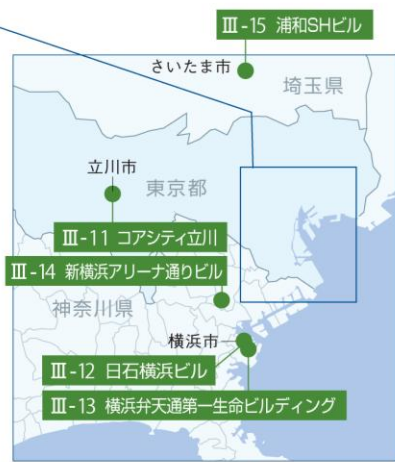 Ⅲ-15 浦和SHビル
さいたま市
埼玉県
立川市
東京都
Ⅲ-11 コアシティ立川
Ⅲ-14 新横浜アリーナ通りビル
神奈川県
横浜市
Ⅲ-12 日石横浜ビル
Ⅲ-13 横浜弁天通第一生命ビルディング